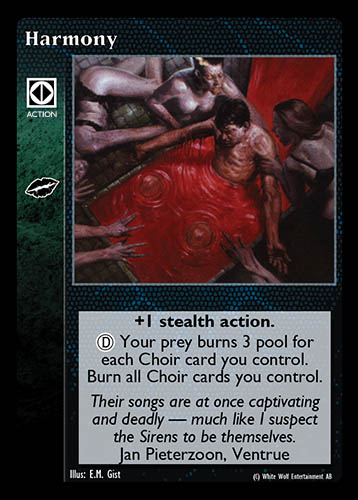 Harmony
ACTION
+1 stealth action.
D Your prey burns 3 pool for
each Choir card you control.
Burn all Choir cards you control.
Their songs are at once captivating
and deadly — much like I suspect
the Sirens to be themselves.
Jan Pieterzoon, Ventrue
Illus: E.M. Gist
(C) White Wolf Entertainment AB